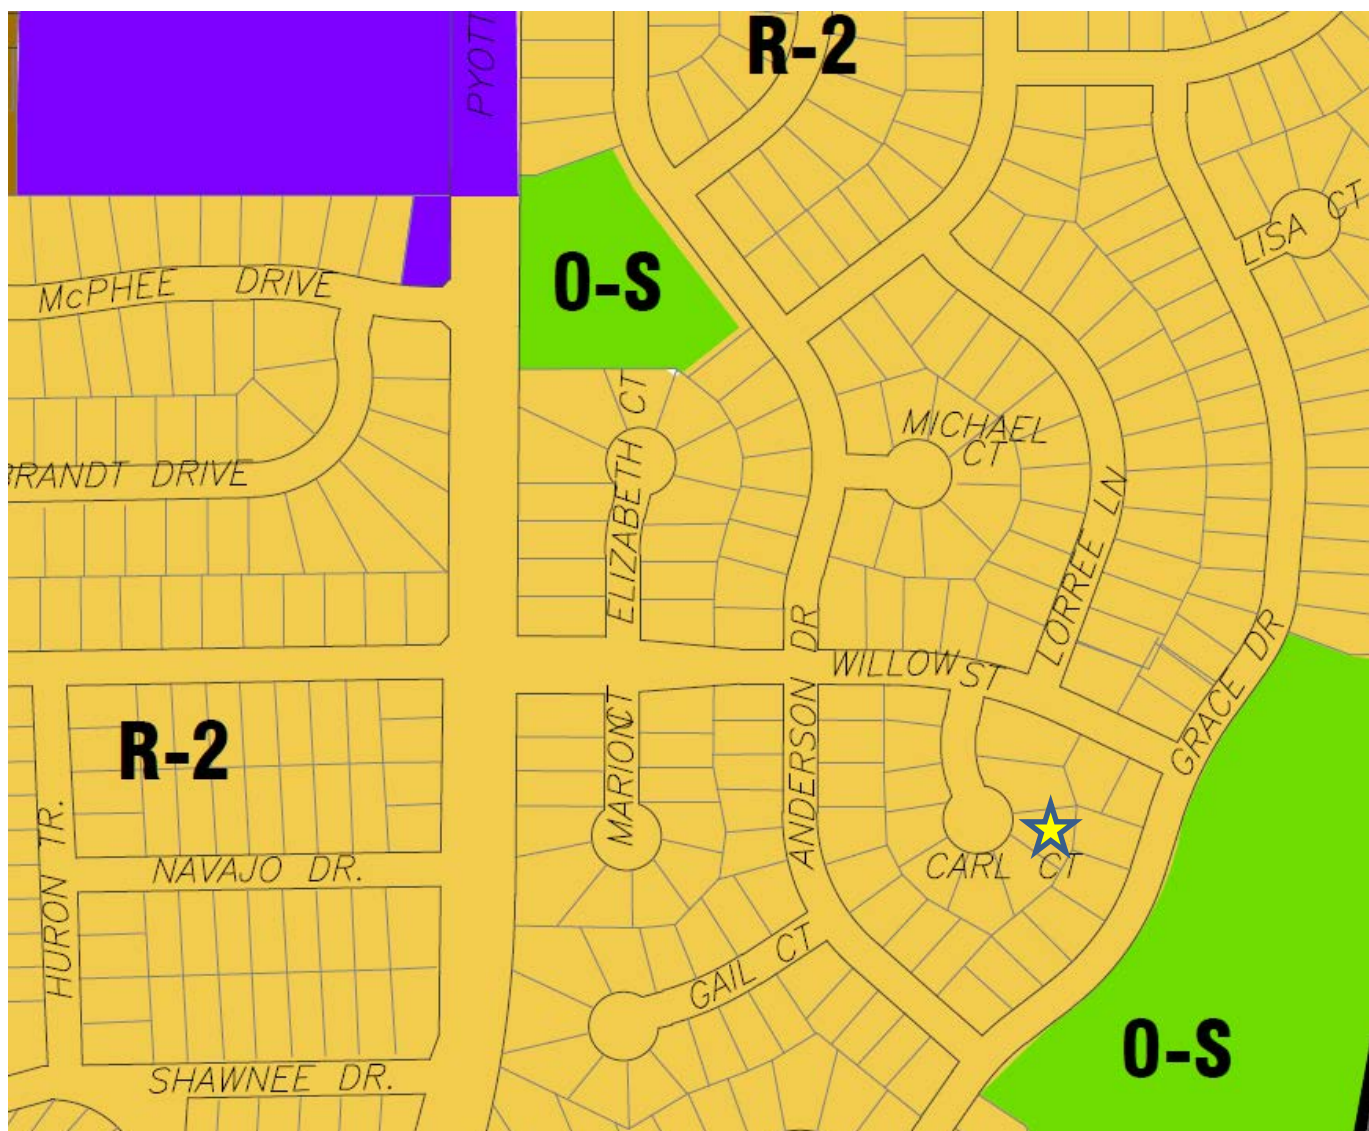 R-2
PYOTT
LISA CT
O-S
McPHEE DRIVE
ELIZABETH CT
MICHAEL
CT
BRANDT DRIVE
LORREE LN
WILLOW ST
GRACE DR
ANDERSON DR
MARION CT
R-2
HURON TR.
NAVAJO DR.
CARL CT
GAIL CT
O-S
SHAWNEE DR.